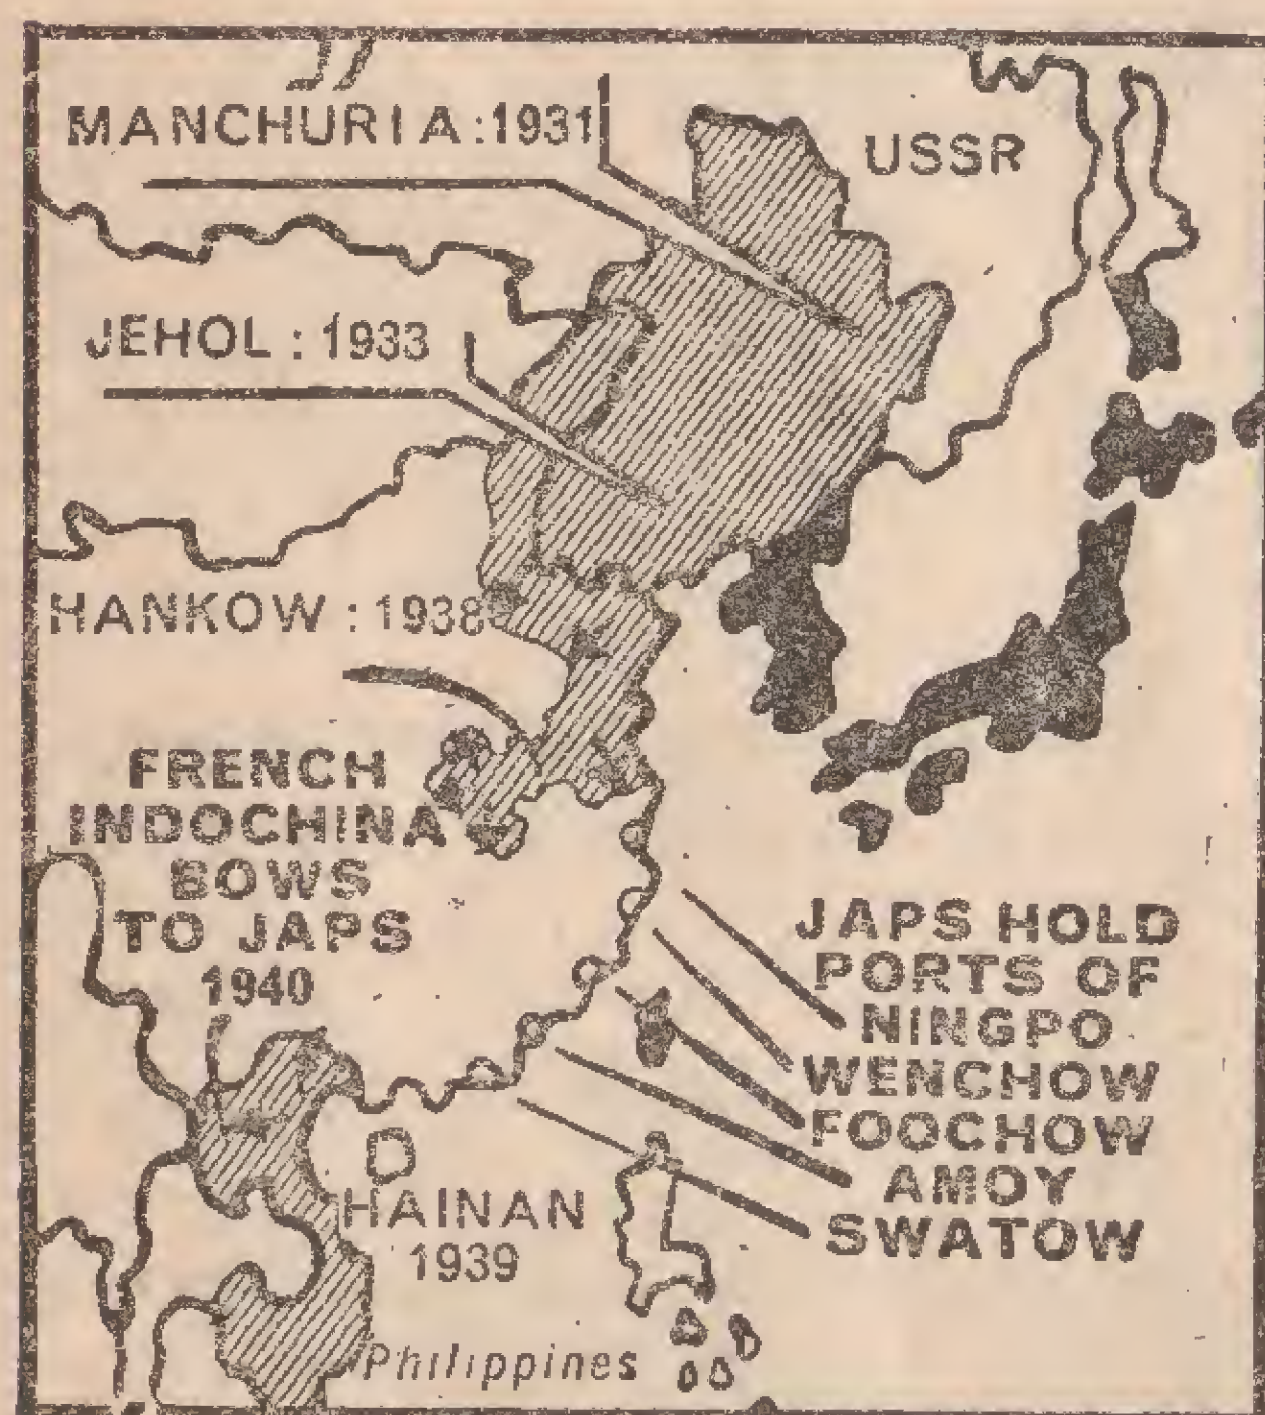 MANCHURIA:1931
USSR
JEHOL: 1933
HANKOW: 1938
FRENCH
INDOCHINA
BOWS
TO JAPS
1940
JAPS HOLD
PORTS OF
NINGPO
WENCHOW
FOOCHOW
AMOY
SWATOW
HAINAN
1939
Philippines